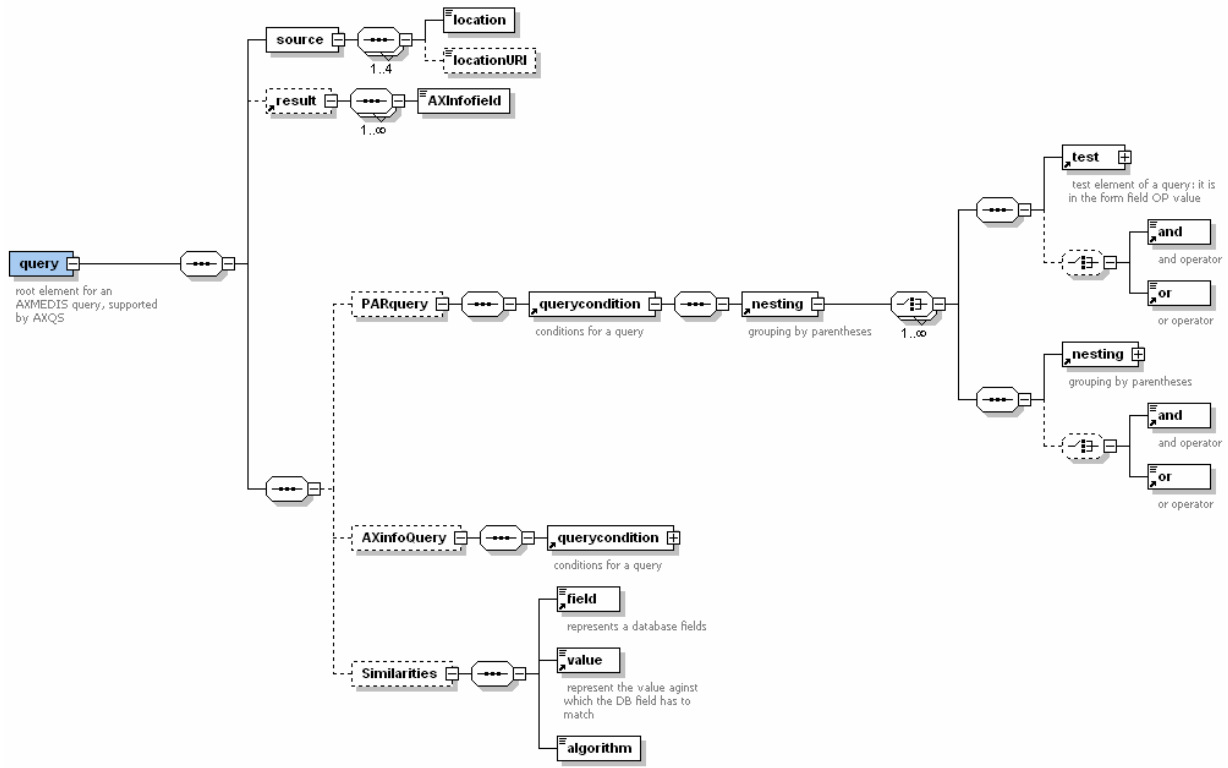 location
source
1..4
locationURI
result
AXInfofield
1..∞
test
test element of a query: it is
in the form field OP value
and
and operator
or
or operator
query
root element for an
AXMEDIS query, supported
by AXQS
PARquery
querycondition
conditions for a query
nesting
grouping by parentheses
1..∞
nesting
grouping by parentheses
and
and operator
or
or operator
AXinfoQuery
querycondition
conditions for a query
field
represents a database fields
value
represent the value aginst
which the DB field has to
match
Similarities
algorithm